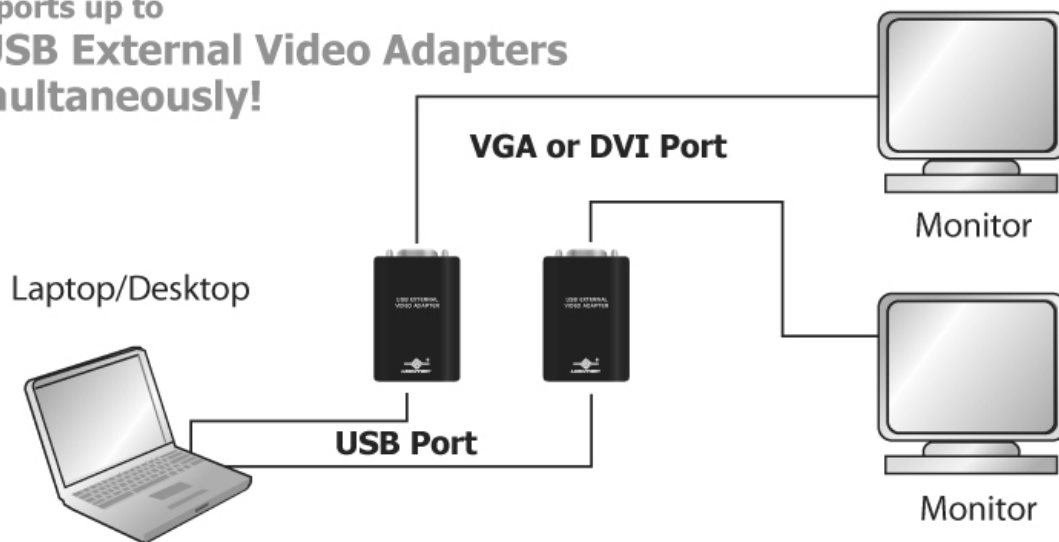 ports up to
USB External Video Adapters
multaneously!
VGA or DVI Port
Monitor
Laptop/Desktop
USB EXTERNAL
VIDEO ADAPTER
USB EXTERNAL
VIDEO ADAPTER
USB Port
Monitor